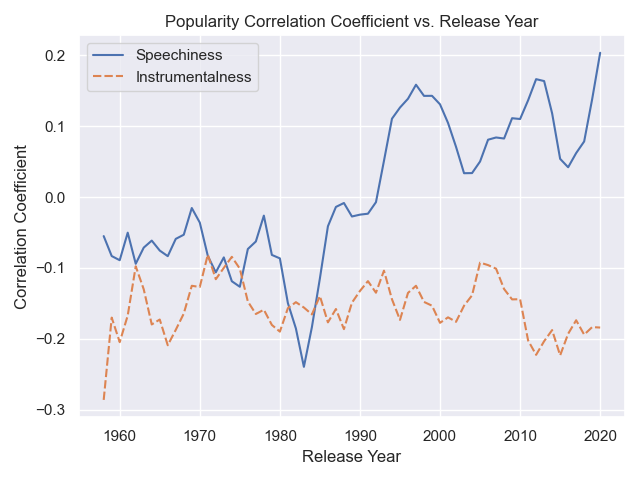 Popularity Correlation Coefficient vs. Release Year
Speechiness
Instrumentalness
0.2
0.1
0.0
−0.1
−0.2
−0.3
Correlation Coefficient
1960 1970 1980 1990 2000 2010 2020
Release Year